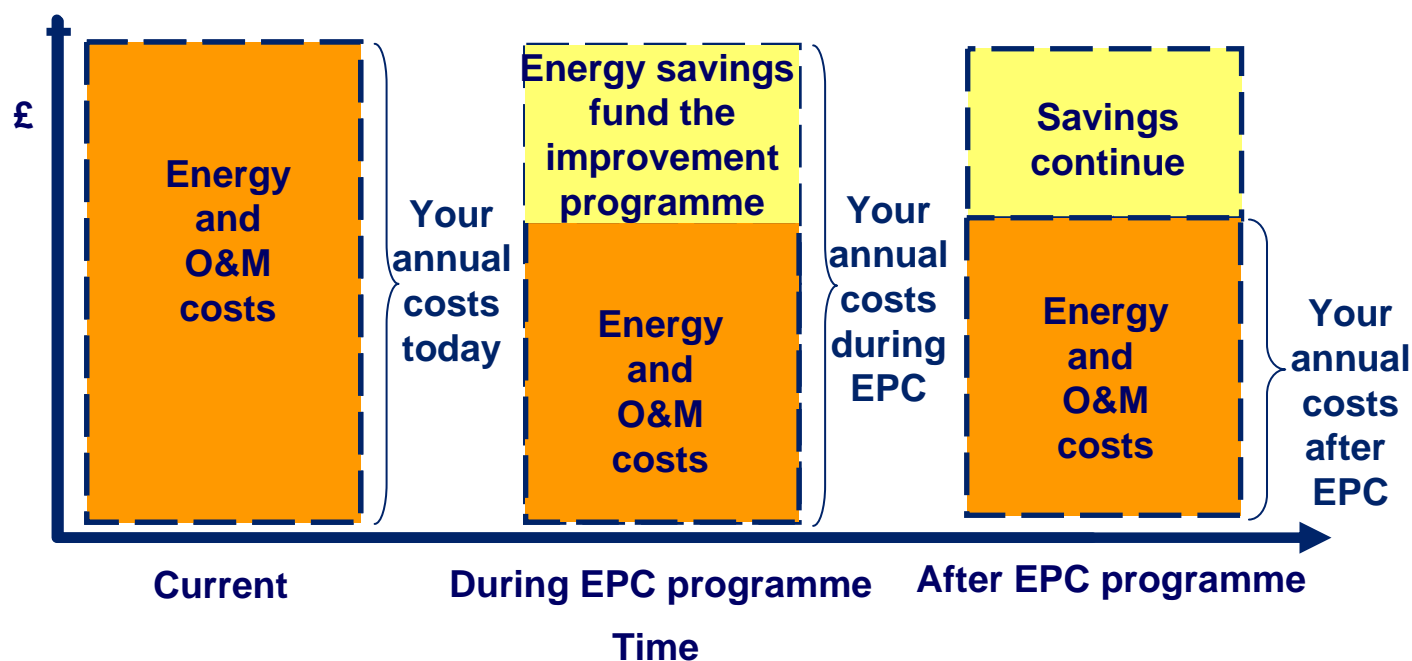 £
Energy
and
O&M
costs
Your
annual
costs
today
Energy savings
fund the
improvement
programme
Energy
and
O&M
costs
Your
annual
costs
during
EPC
Savings
continue
Energy
and
O&M
costs
Your
annual
costs
after
EPC
Current
During EPC programme
After EPC programme
Time